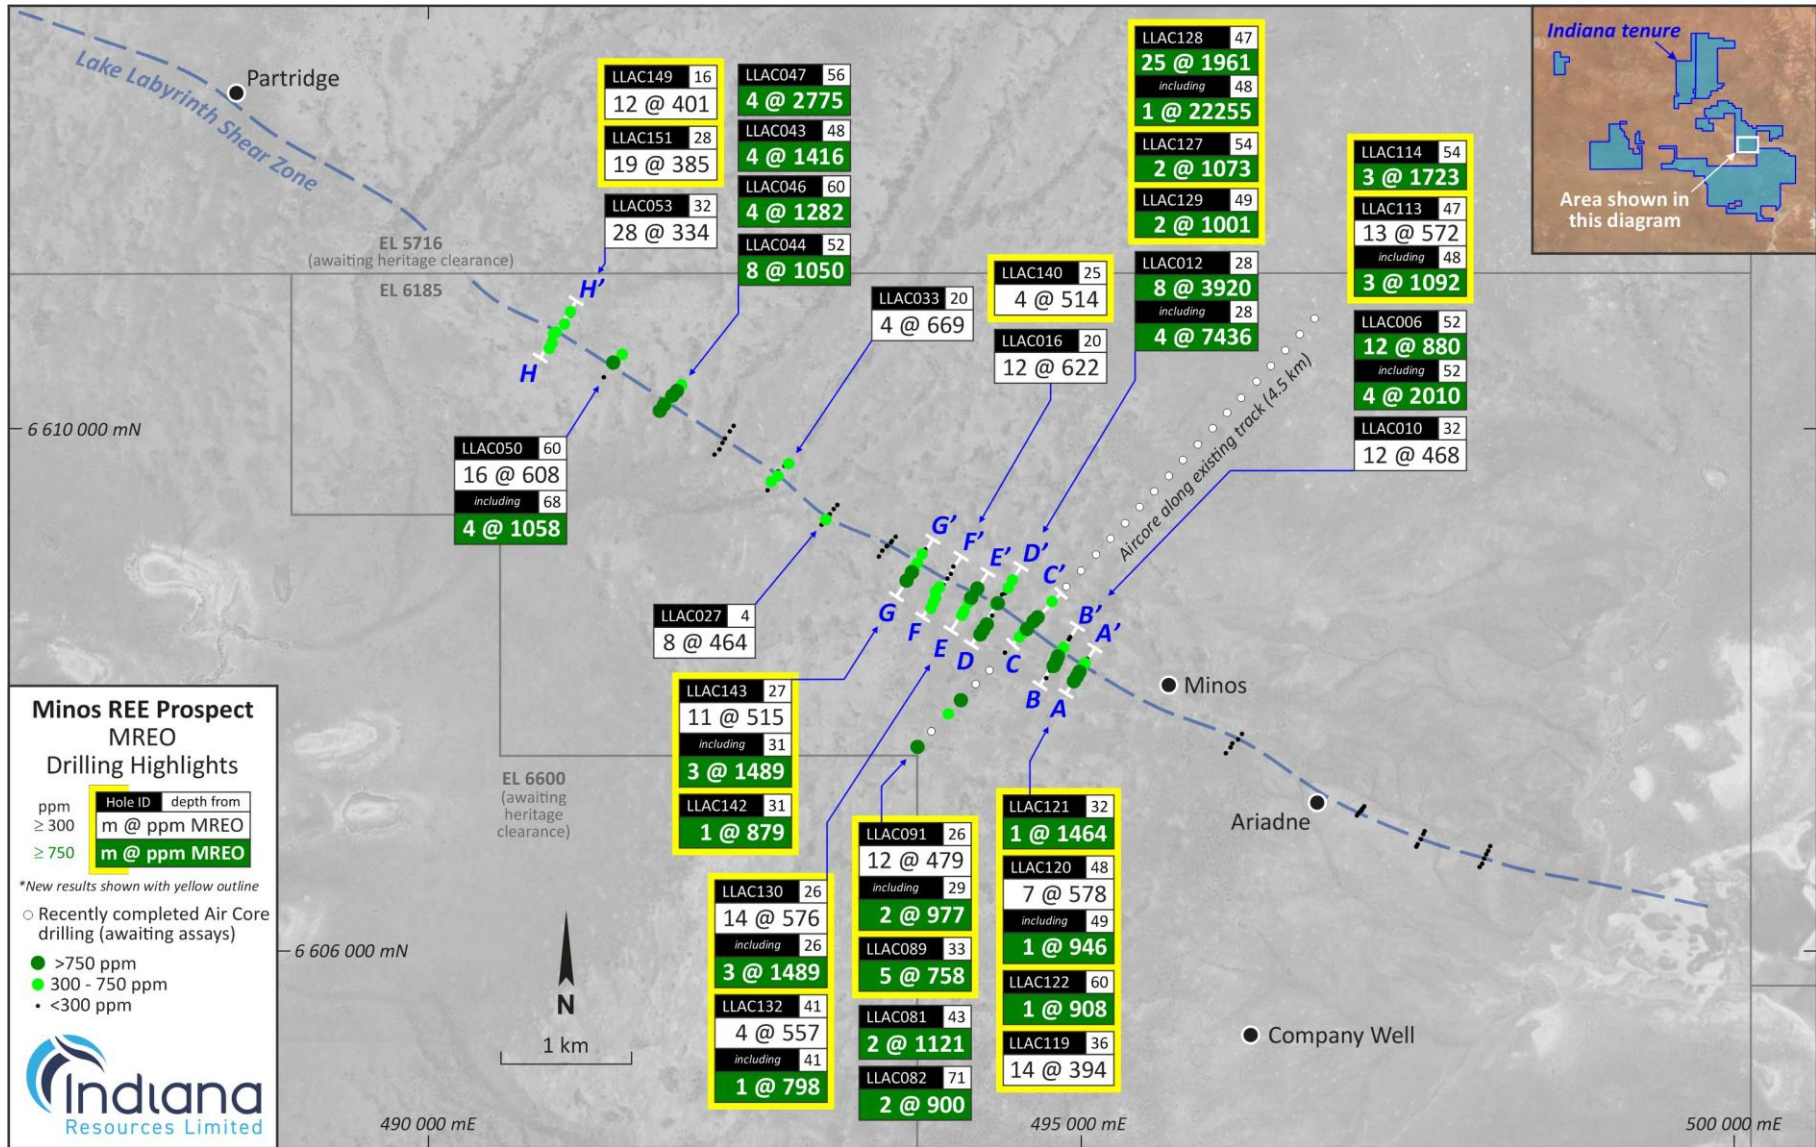 Lake Labyrinth Shear Zone
Partridge
LLAC149 16
12 @ 401
LLAC151 28
19 @ 385
LLAC053 32
28 @ 334
LLAC047 56
4 @ 2775
LLAC043 48
4 @ 1416
LLAC046 60
4 @ 1282
LLAC044 52
8 @ 1050
LLAC033 20
4 @ 669
LLAC140 25
4 @ 514
LLAC016 20
12 @ 622
LLAC128 47
25 @ 1961
including 48
1 @ 22255
LLAC127 54
2 @ 1073
LLAC129 49
2 @ 1001
LLAC012 28
8 @ 3920
including 28
4 @ 7436
LLAC114 54
3 @ 1723
LLAC113 47
13 @ 572
including 48
3 @ 1092
LLAC006 52
12 @ 880
including 52
4 @ 2010
LLAC010 32
12 @ 468
Indiana tenure
Area shown in
this diagram
EL 5716
(awaiting heritage clearance)
EL 6185
H'
H
6 610 000 mN
Aircore along existing track (4.5 km)
LLAC050 60
16 @ 608
including 68
4 @ 1058
LLAC027 4
8 @ 464
G'
F'
E'
D'
C'
B'
A'
G
F
E
D
C
B
A
Minos
Ariadne
Company Well
LLAC143 27
11 @ 515
including 31
3 @ 1489
LLAC142 31
1 @ 879
LLAC130 26
14 @ 576
including 26
3 @ 1489
LLAC132 41
4 @ 557
including 41
1 @ 798
LLAC091 26
12 @ 479
including 29
2 @ 977
LLAC089 33
5 @ 758
LLAC081 43
2 @ 1121
LLAC082 71
2 @ 900
LLAC121 32
1 @ 1464
LLAC120 48
7 @ 578
including 49
1 @ 946
LLAC122 60
1 @ 908
LLAC119 36
14 @ 394
EL 6600
(awaiting
heritage
clearance)
6 606 000 mN
N
1 km
490 000 mE
495 000 mE
500 000 mE
Minos REE Prospect
MREO
Drilling Highlights
ppm
Hole ID depth from
≥ 300 m @ ppm MREO
≥ 750 m @ ppm MREO
*New results shown with yellow outline
Recently completed Air Core
drilling (awaiting assays)
>750 ppm
300 - 750 ppm
<300 ppm
Indiana
Resources Limited